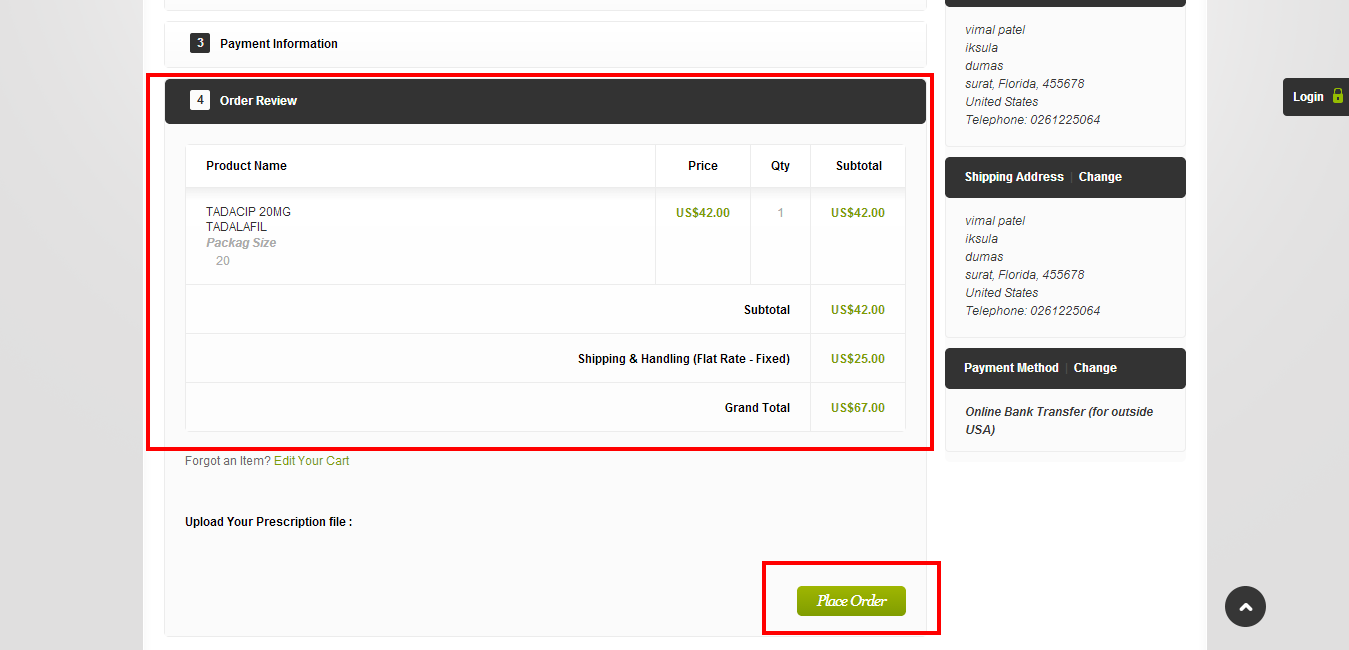 3 Payment Information
4 Order Review
Product Name Price Qty Subtotal
TADACIP 20MG US$42.00 1 US$42.00
TADALAFIL
Packag Size
20
Subtotal US$42.00
Shipping & Handling (Flat Rate - Fixed) US$25.00
Grand Total US$67.00
Forgot an Item? Edit Your Cart
Upload Your Prescription file :
Place Order
vimal patel
iksula
dumas
surat, Florida, 455678
United States
Telephone: 0261225064
Shipping Address | Change
vimal patel
iksula
dumas
surat, Florida, 455678
United States
Telephone: 0261225064
Payment Method | Change
Online Bank Transfer (for outside
USA)
Login